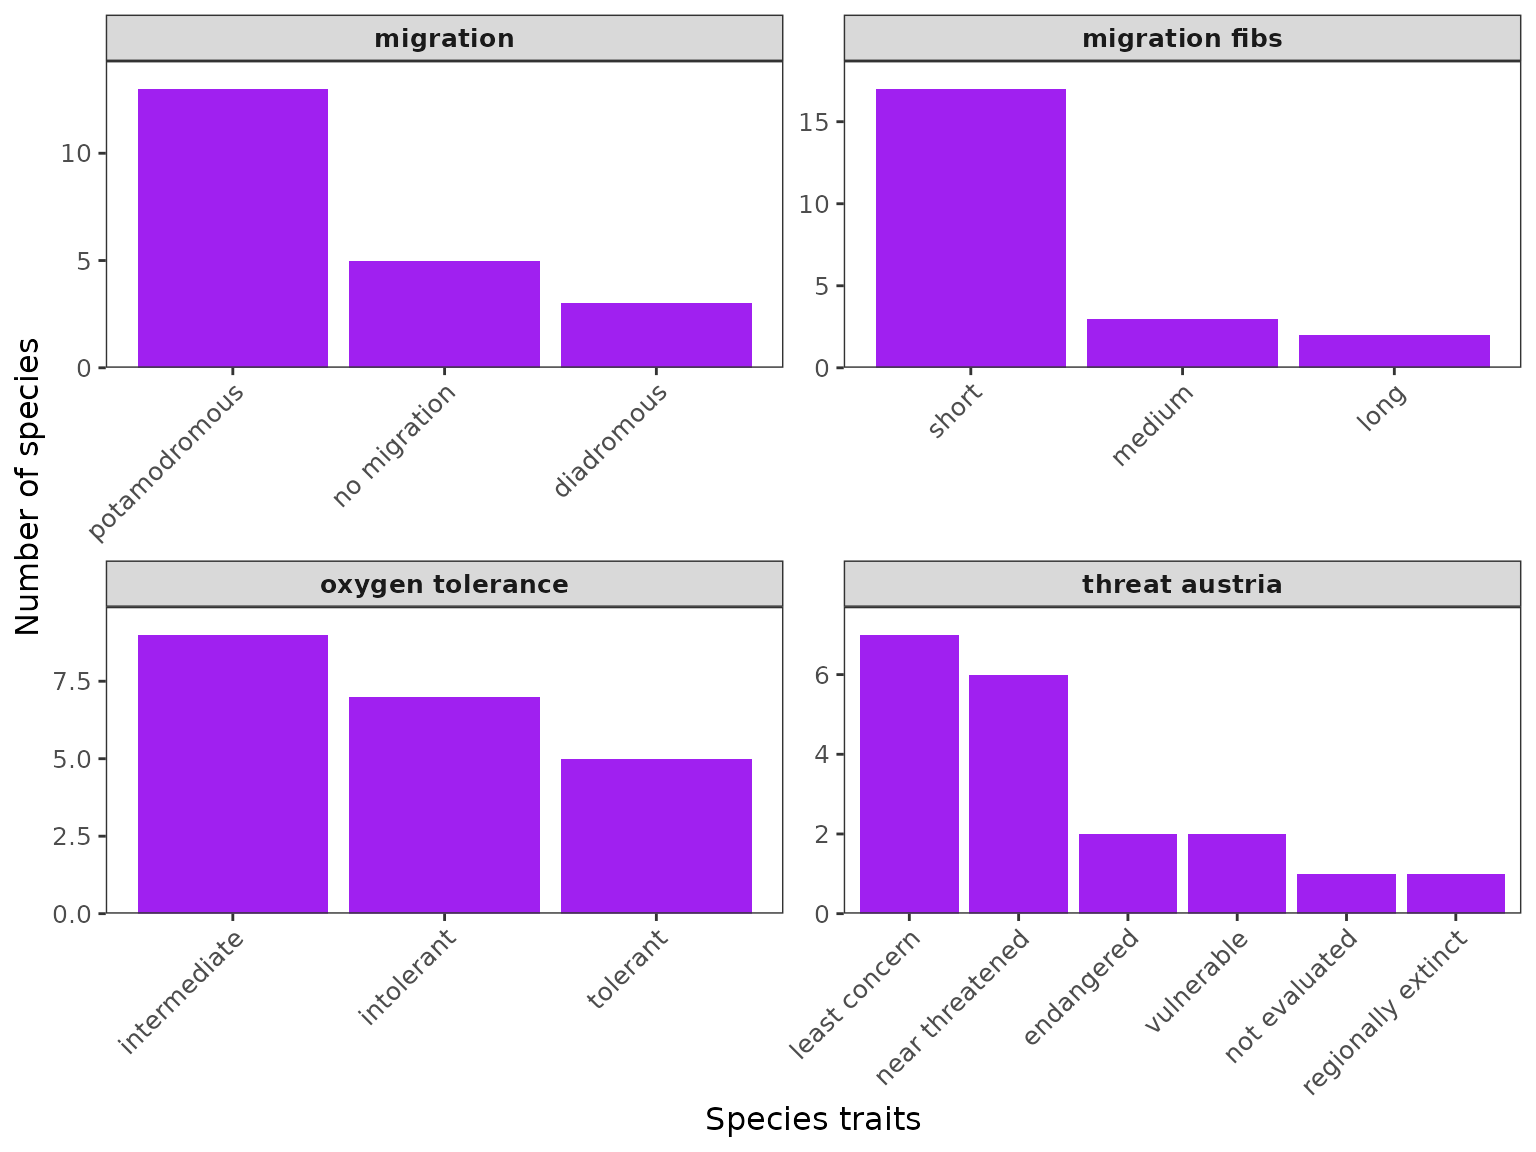 migration
10
5
0
potamodromous
no migration
diadromous
migration fibs
15
10
5
0
short
medium
long
oxygen tolerance
7.5
5.0
2.5
0.0
intermediate
intolerant
tolerant
threat austria
6
4
2
0
least concern
near threatened
endangered
vulnerable
not evaluated
regionally extinct
Number of species
Species traits